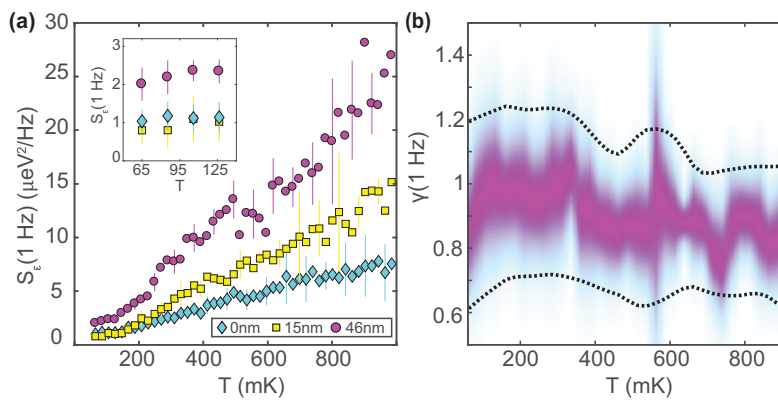 (a)
30
25
20
15
10
5
0
S_ε(1 Hz) (μeV²/Hz)
200 400 600 800
T (mK)
3
2
1
0
S_ε(1 Hz)
65 95 125
T
0nm 15nm 46nm
(b)
1.4
1.2
1
0.8
0.6
γ(1 Hz)
200 400 600 800
T (mK)